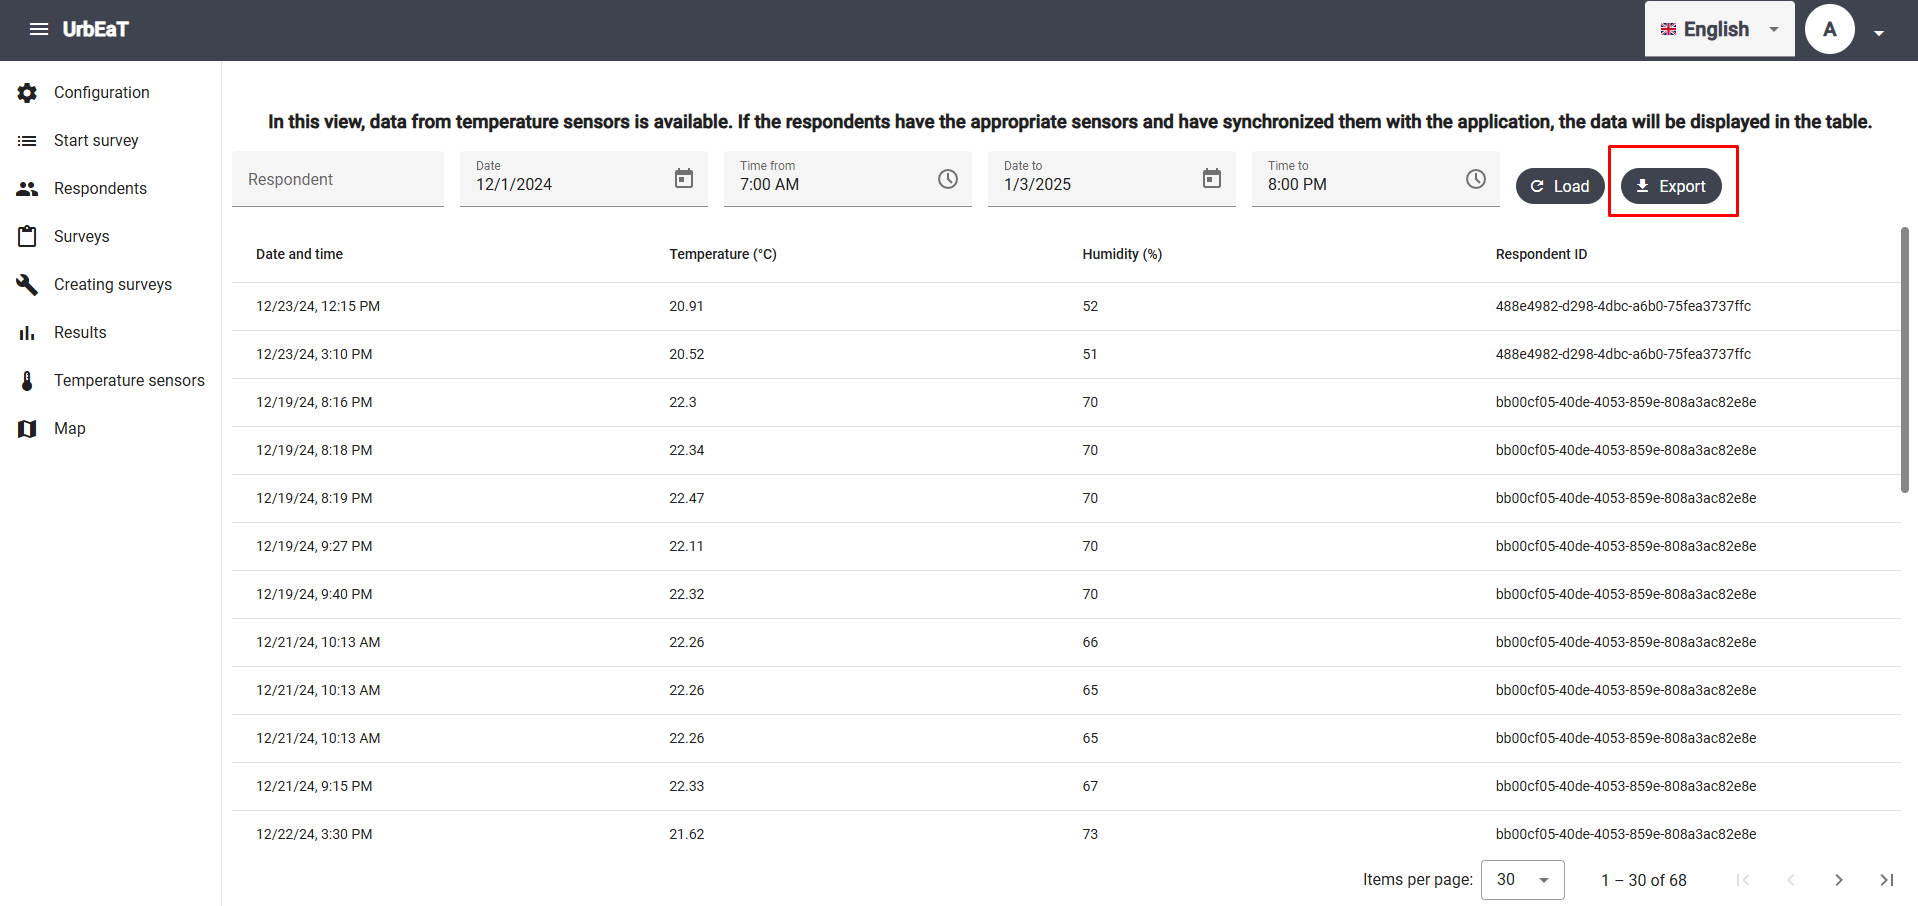 UrbEaT
English
A
Configuration
Start survey
Respondents
Surveys
Creating surveys
Results
Temperature sensors
Map
In this view, data from temperature sensors is available. If the respondents have the appropriate sensors and have synchronized them with the application, the data will be displayed in the table.
Respondent
Date
12/1/2024
Time from
7:00 AM
Date to
1/3/2025
Time to
8:00 PM
Load
Export
Date and time Temperature (°C) Humidity (%) Respondent ID
12/23/24, 12:15 PM 20.91 52 488e4982-d298-4dbc-a6b0-75fea3737ffc
12/23/24, 3:10 PM 20.52 51 488e4982-d298-4dbc-a6b0-75fea3737ffc
12/19/24, 8:16 PM 22.3 70 bb00cf05-40de-4053-859e-808a3ac82e8e
12/19/24, 8:18 PM 22.34 70 bb00cf05-40de-4053-859e-808a3ac82e8e
12/19/24, 8:19 PM 22.47 70 bb00cf05-40de-4053-859e-808a3ac82e8e
12/19/24, 9:27 PM 22.11 70 bb00cf05-40de-4053-859e-808a3ac82e8e
12/19/24, 9:40 PM 22.32 70 bb00cf05-40de-4053-859e-808a3ac82e8e
12/21/24, 10:13 AM 22.26 66 bb00cf05-40de-4053-859e-808a3ac82e8e
12/21/24, 10:13 AM 22.26 65 bb00cf05-40de-4053-859e-808a3ac82e8e
12/21/24, 10:13 AM 22.26 65 bb00cf05-40de-4053-859e-808a3ac82e8e
12/21/24, 9:15 PM 22.33 67 bb00cf05-40de-4053-859e-808a3ac82e8e
12/22/24, 3:30 PM 21.62 73 bb00cf05-40de-4053-859e-808a3ac82e8e
Items per page: 30 1 – 30 of 68